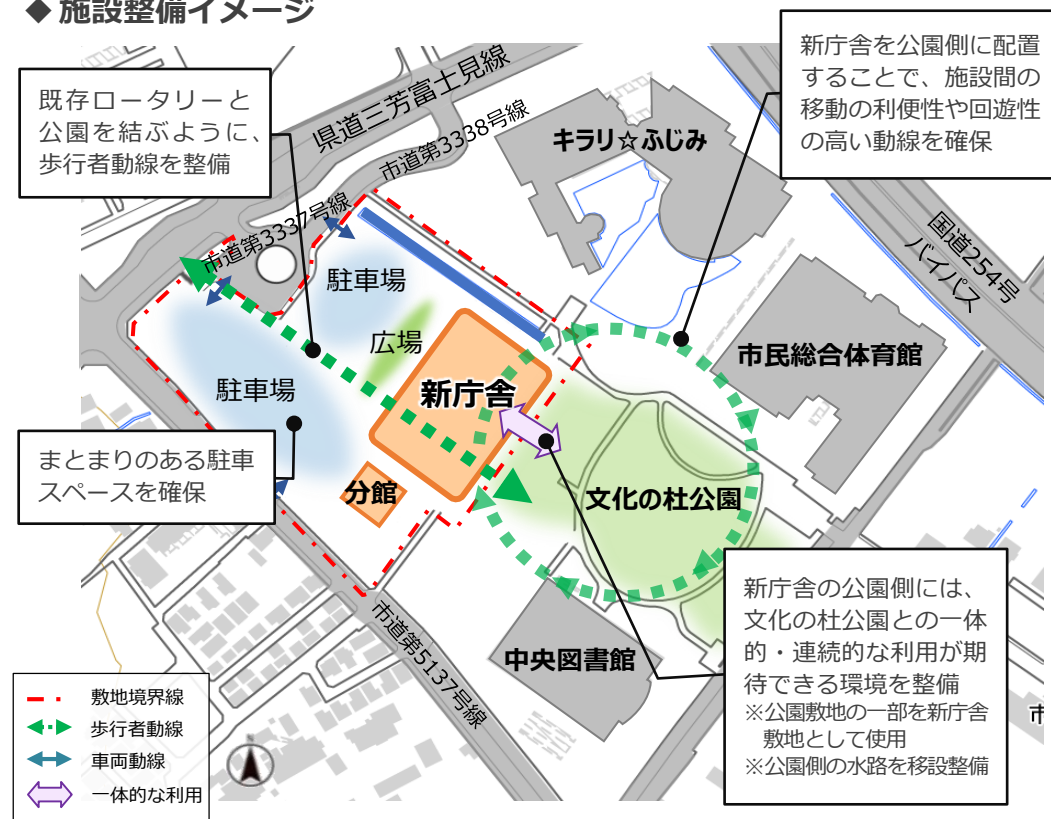 ◆ 施設整備イメージ
既存ロータリーと
公園を結ぶように、
歩行者動線を整備
新庁舎を公園側に配置
することで、施設間の
移動の利便性や回遊性
の高い動線を確保
県道三芳富士見線
市道第3338号線
キラリ☆ふじみ
市道第3337号線
国道254号
バイパス
駐車場
広場
市民総合体育館
駐車場
新庁舎
まとまりのある駐車
スペースを確保
分館
文化の杜公園
新庁舎の公園側には、
文化の杜公園との一体
的・連続的な利用が期
待できる環境を整備
※公園敷地の一部を新庁舎
敷地として使用
※公園側の水路を移設整備
中央図書館
市道第5137号線
市
敷地境界線
歩行者動線
車両動線
一体的な利用
N